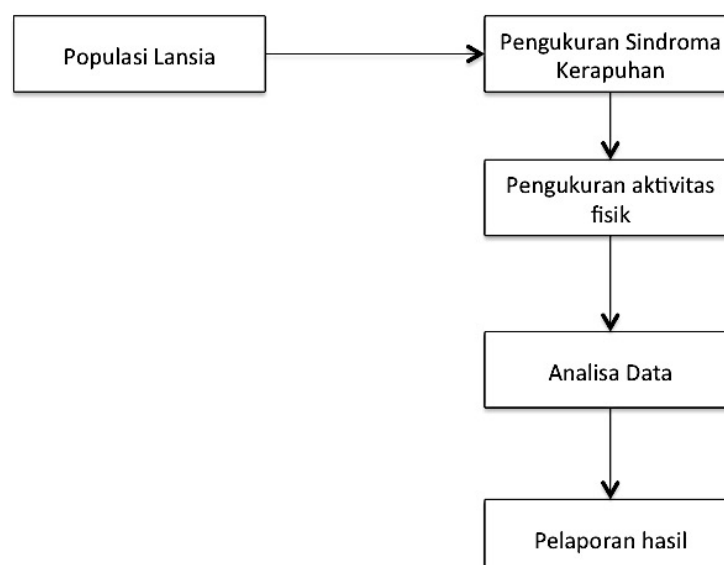 Populasi Lansia
Pengukuran Sindroma
Kerapuhan
Pengukuran aktivitas
fisik
Analisa Data
Pelaporan hasil